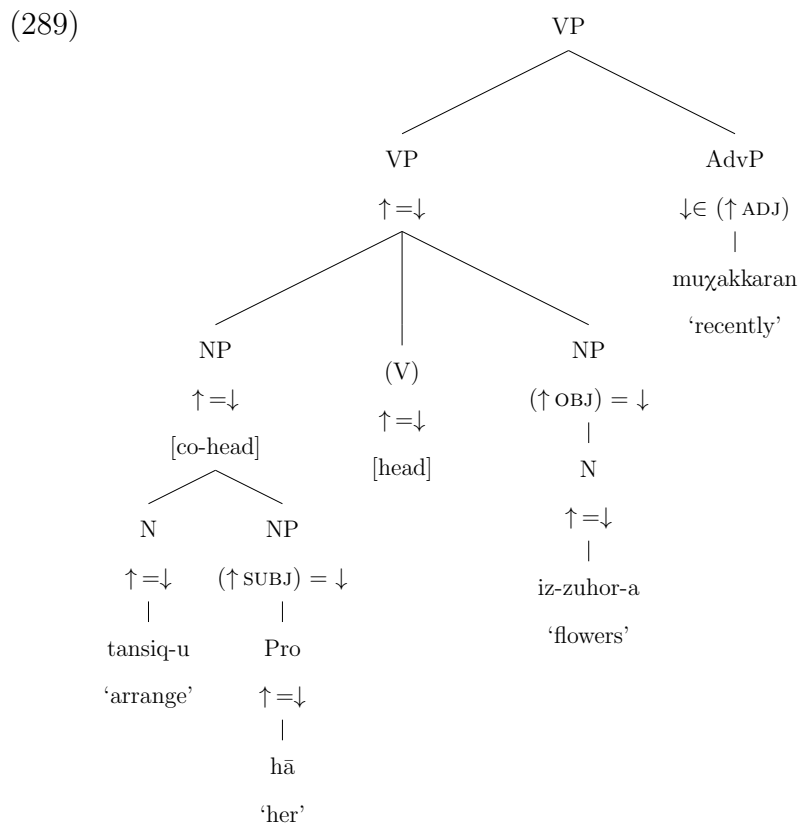 (289)
VP
VP AdvP
↑=↓ ↓∈ (↑ ADJ)
muχakkaran
‘recently’
NP (V) NP
↑=↓ ↑=↓ (↑ OBJ) = ↓
[co-head] [head] N
N NP ↑=↓
↑=↓ (↑ SUBJ) = ↓ iz-zuhor-a
tansiq-u Pro ‘flowers’
‘arrange’ ↑=↓
hā
‘her’